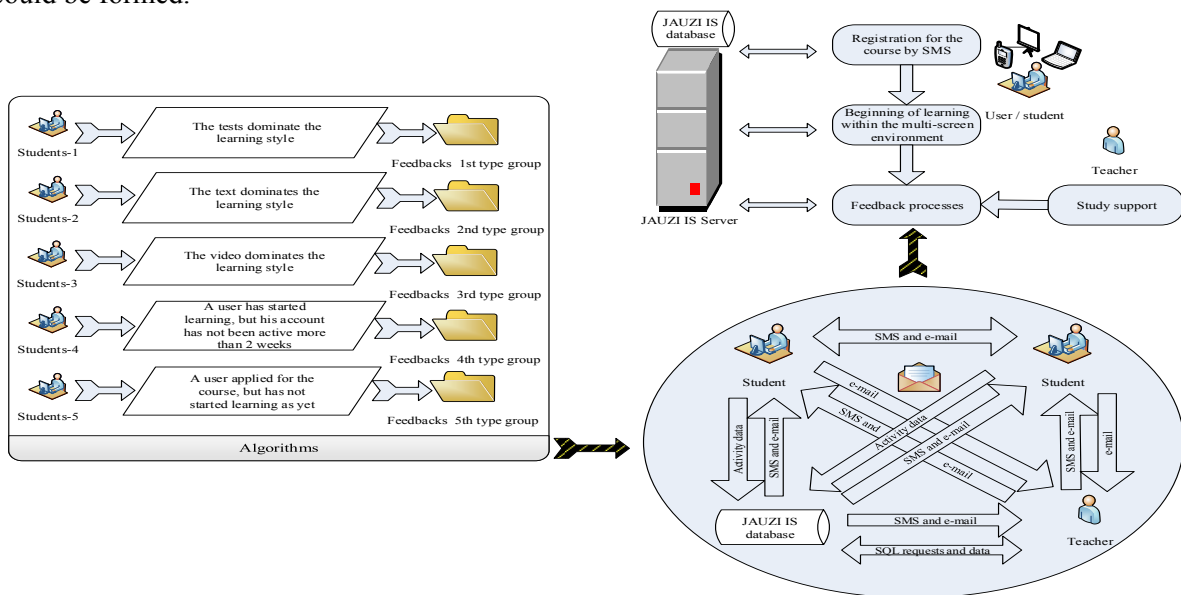 could be formed.
Students-1
The tests dominate the
learning style
Feedbacks 1st type group
Students-2
The text dominates the
learning style
Feedbacks 2nd type group
Students-3
The video dominates the
learning style
Feedbacks 3rd type group
Students-4
A user has started
learning, but his account
has not been active more
than 2 weeks
Feedbacks 4th type group
Students-5
A user applied for the
course, but has not
started learning as yet
Feedbacks 5th type group
Algorithms
JAUZI IS
database
JAUZI IS Server
Registration for the
course by SMS
User / student
Beginning of learning
within the multi-screen
environment
Teacher
Feedback processes
Study support
SMS and e-mail
Student
Student
e-mail
SMS and
e-mail
Activity data
SMS and e-mail
Activity data
SMS and e-mail
SMS and e-mail
e-mail
JAUZI IS
database
SMS and e-mail
SQL requests and data
Teacher